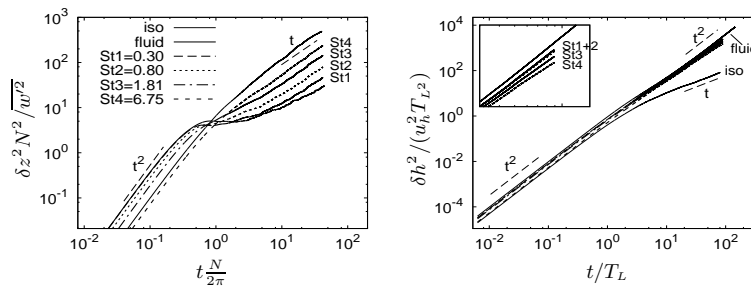 10^3
10^2
10^1
10^0
10^-1
10^-2 10^-1 10^0 10^1 10^2
δz^2 N^2/\overline{w'^2}
t N/2π
iso
fluid
St1=0.30
St2=0.80
St3=1.81
St4=6.75
t
St4
St3
St2
St1
t^2
10^4
10^2
10^0
10^-2
10^-4
10^-2 10^-1 10^0 10^1 10^2
δh^2/(u_h^2 T_L^2)
t/T_L
St1+2
St3
St4
t^2
fluid
iso
t
t^2